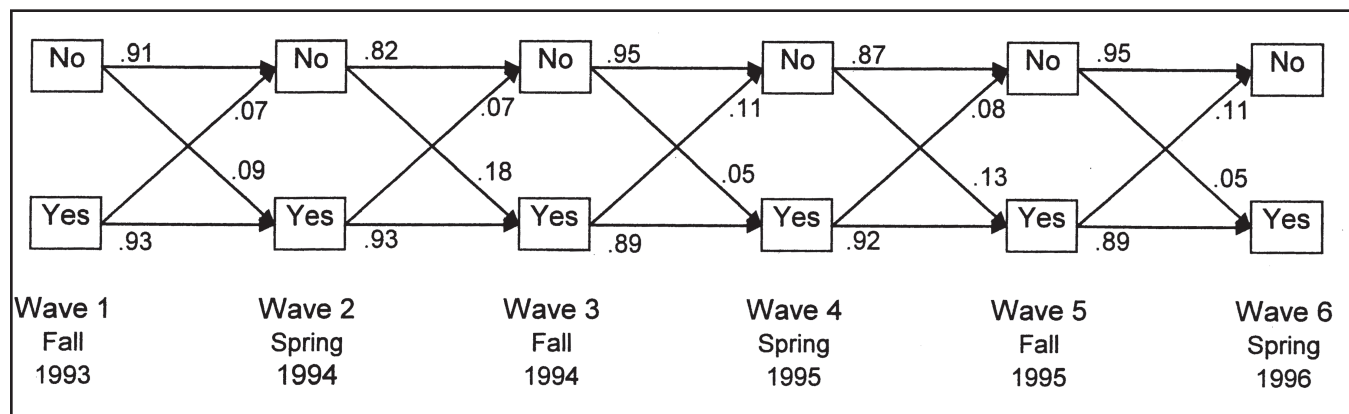 No .91 No .82 No .95 No .87 No .95 No
.07 .07 .11 .08 .11
.09 .18 .05 .13 .05
Yes .93 Yes .93 Yes .89 Yes .92 Yes .89 Yes
Wave 1 Wave 2 Wave 3 Wave 4 Wave 5 Wave 6
Fall Spring Fall Spring Fall Spring
1993 1994 1994 1995 1995 1996